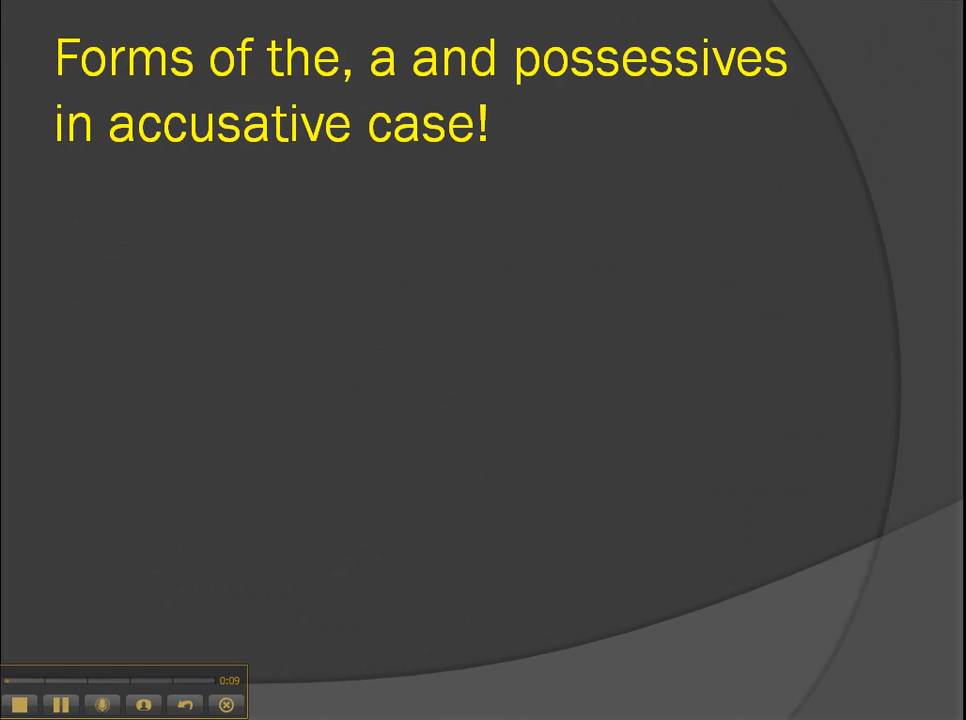 Forms of the, a and possessives
in accusative case!
0:09